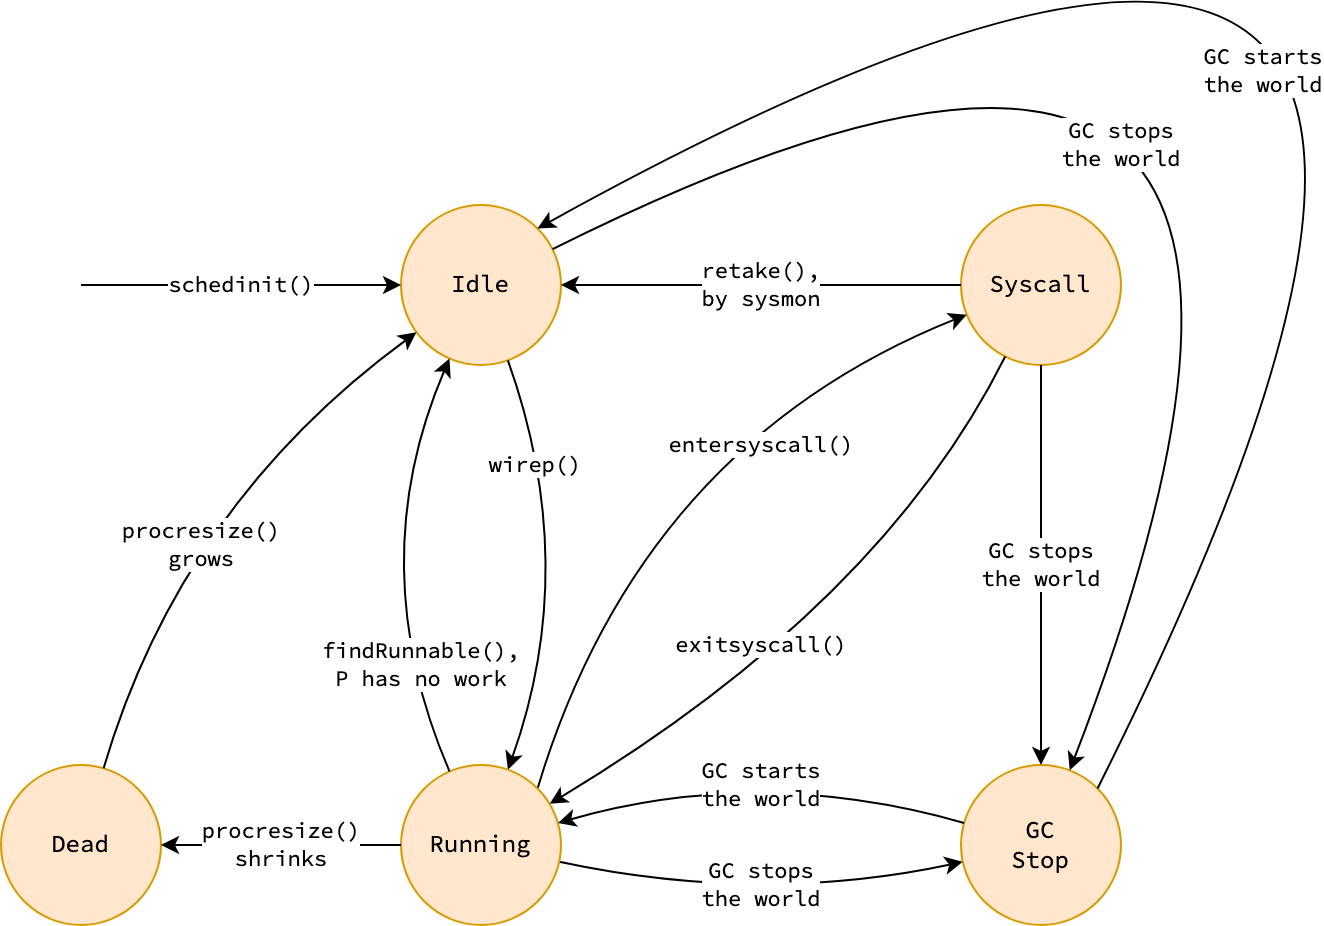 GC starts
the world
GC stops
the world
schedinit()
Idle
retake(),
by sysmon
Syscall
entersyscall()
wirep()
procresize()
grows
GC stops
the world
exitsyscall()
findRunnable(),
P has no work
GC starts
the world
Dead
procresize()
shrinks
Running
GC
Stop
GC stops
the world